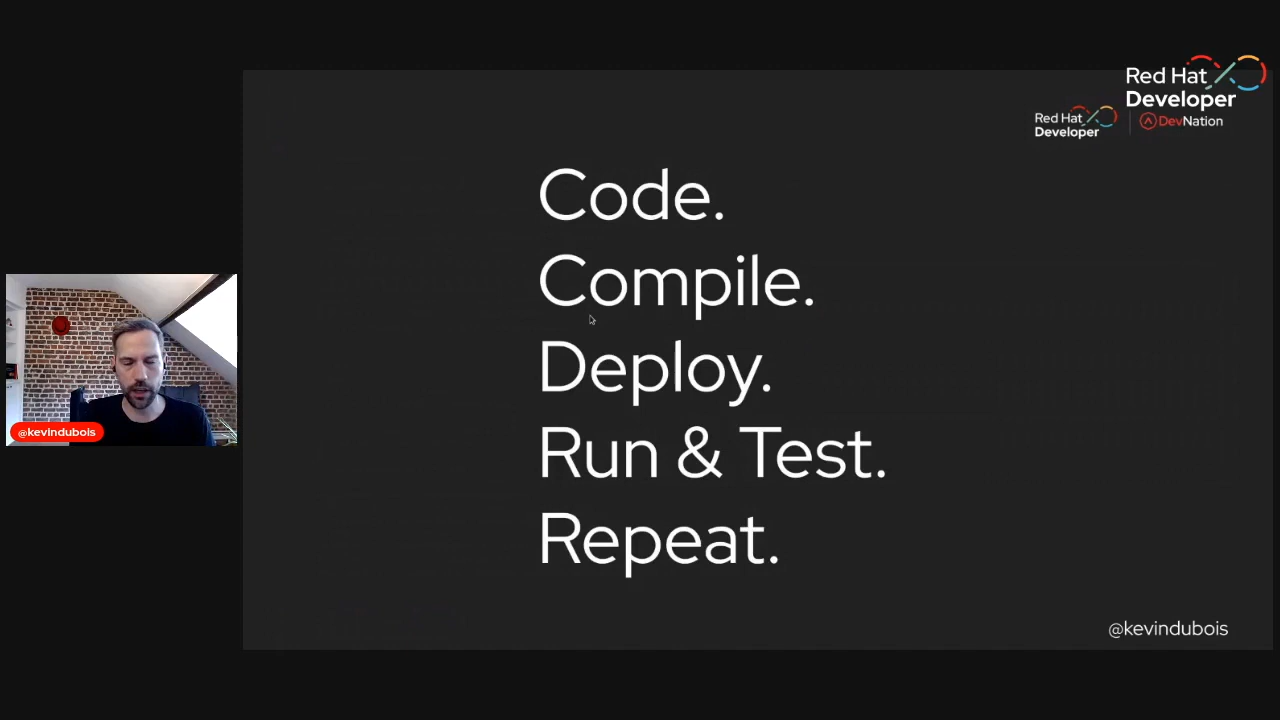 Red Hat
Developer
Red Hat
Developer
DevNation
Code.
Compile.
Deploy.
Run & Test.
Repeat.
@kevindubois
@kevindubois